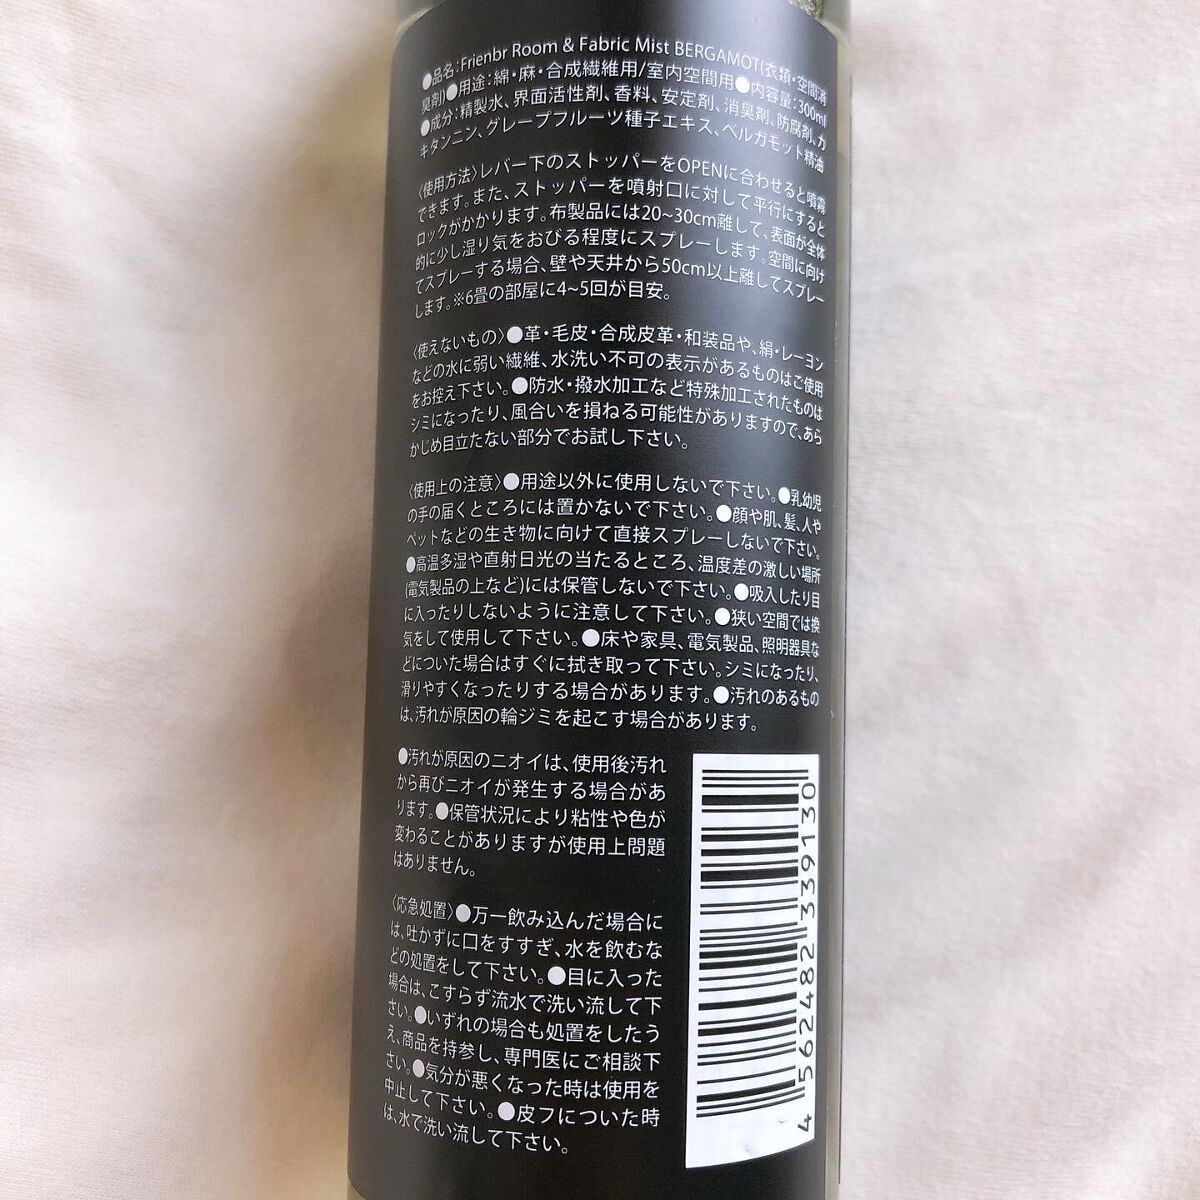 ●品名:Frienbr Room & Fabric Mist BERGAMOT(衣類・空間消
臭剤)●用途:綿・麻・合成繊維用/室内空間用●内容量:300ml
●成分:精製水、界面活性剤、香料、安定剤、消臭剤、防腐剤、カ
キタンニン、グレープフルーツ種子エキス、ベルガモット精油
〈使用方法〉レバー下のストッパーをOPENに合わせると噴霧
できます。また、ストッパーを噴射口に対して平行にすると
ロックがかかります。布製品には20~30cm離して、表面が全体
的に少し湿り気をおびる程度にスプレーします。空間に向け
てスプレーする場合、壁や天井から50cm以上離してスプレー
します。※6畳の部屋に4~5回が目安。
〈使えないもの〉●革・毛皮・合成皮革・和装品や、絹・レーヨン
などの水に弱い繊維、水洗い不可の表示があるものはご使用
をお控え下さい。●防水・撥水加工など特殊加工されたものは
シミになったり、風合いを損ねる可能性がありますので、あら
かじめ目立たない部分でお試し下さい。
〈使用上の注意〉●用途以外に使用しないで下さい。●乳幼児
の手の届くところには置かないで下さい。●顔や肌、髪、人や
ペットなどの生き物に向けて直接スプレーしないで下さい。
●高温多湿や直射日光の当たるところ、温度差の激しい場所
(電気製品の上など)には保管しないで下さい。●吸入したり目
に入ったりしないように注意して下さい。●狭い空間では換
気をして使用して下さい。●床や家具、電気製品、照明器具な
どについた場合はすぐに拭き取って下さい。シミになったり、
滑りやすくなったりする場合があります。●汚れのあるもの
は、汚れが原因の輪ジミを起こす場合があります。
●汚れが原因のニオイは、使用後汚れ
から再びニオイが発生する場合があ
ります。●保管状況により粘性や色が
変わることがありますが使用上問題
はありません。
〈応急処置〉●万一飲み込んだ場合に
は、吐かずに口をすすぎ、水を飲むな
どの処置をして下さい。●目に入った
場合は、こすらず流水で洗い流して下
さい。●いずれの場合も処置をしたう
え、商品を持参し、専門医にご相談下
さい。●気分が悪くなった時は使用を
中止して下さい。●皮フについた時
は、水で洗い流して下さい。
4 562482 339130